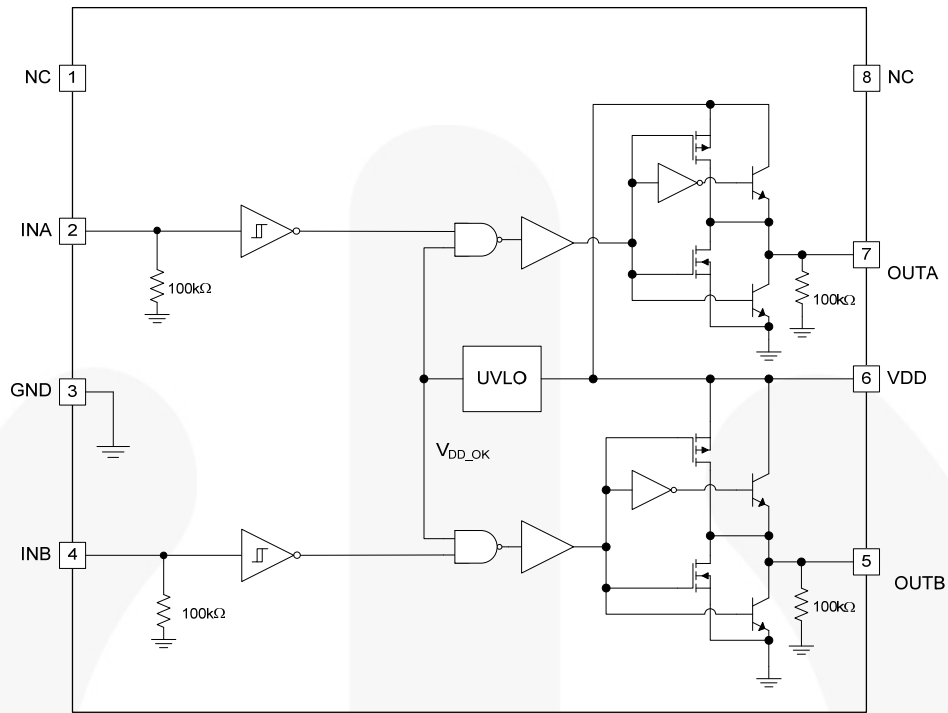 NC 1
8 NC
INA 2
100kΩ
7 OUTA
100kΩ
GND 3
UVLO
6 VDD
VDD_OK
INB 4
100kΩ
5 OUTB
100kΩ